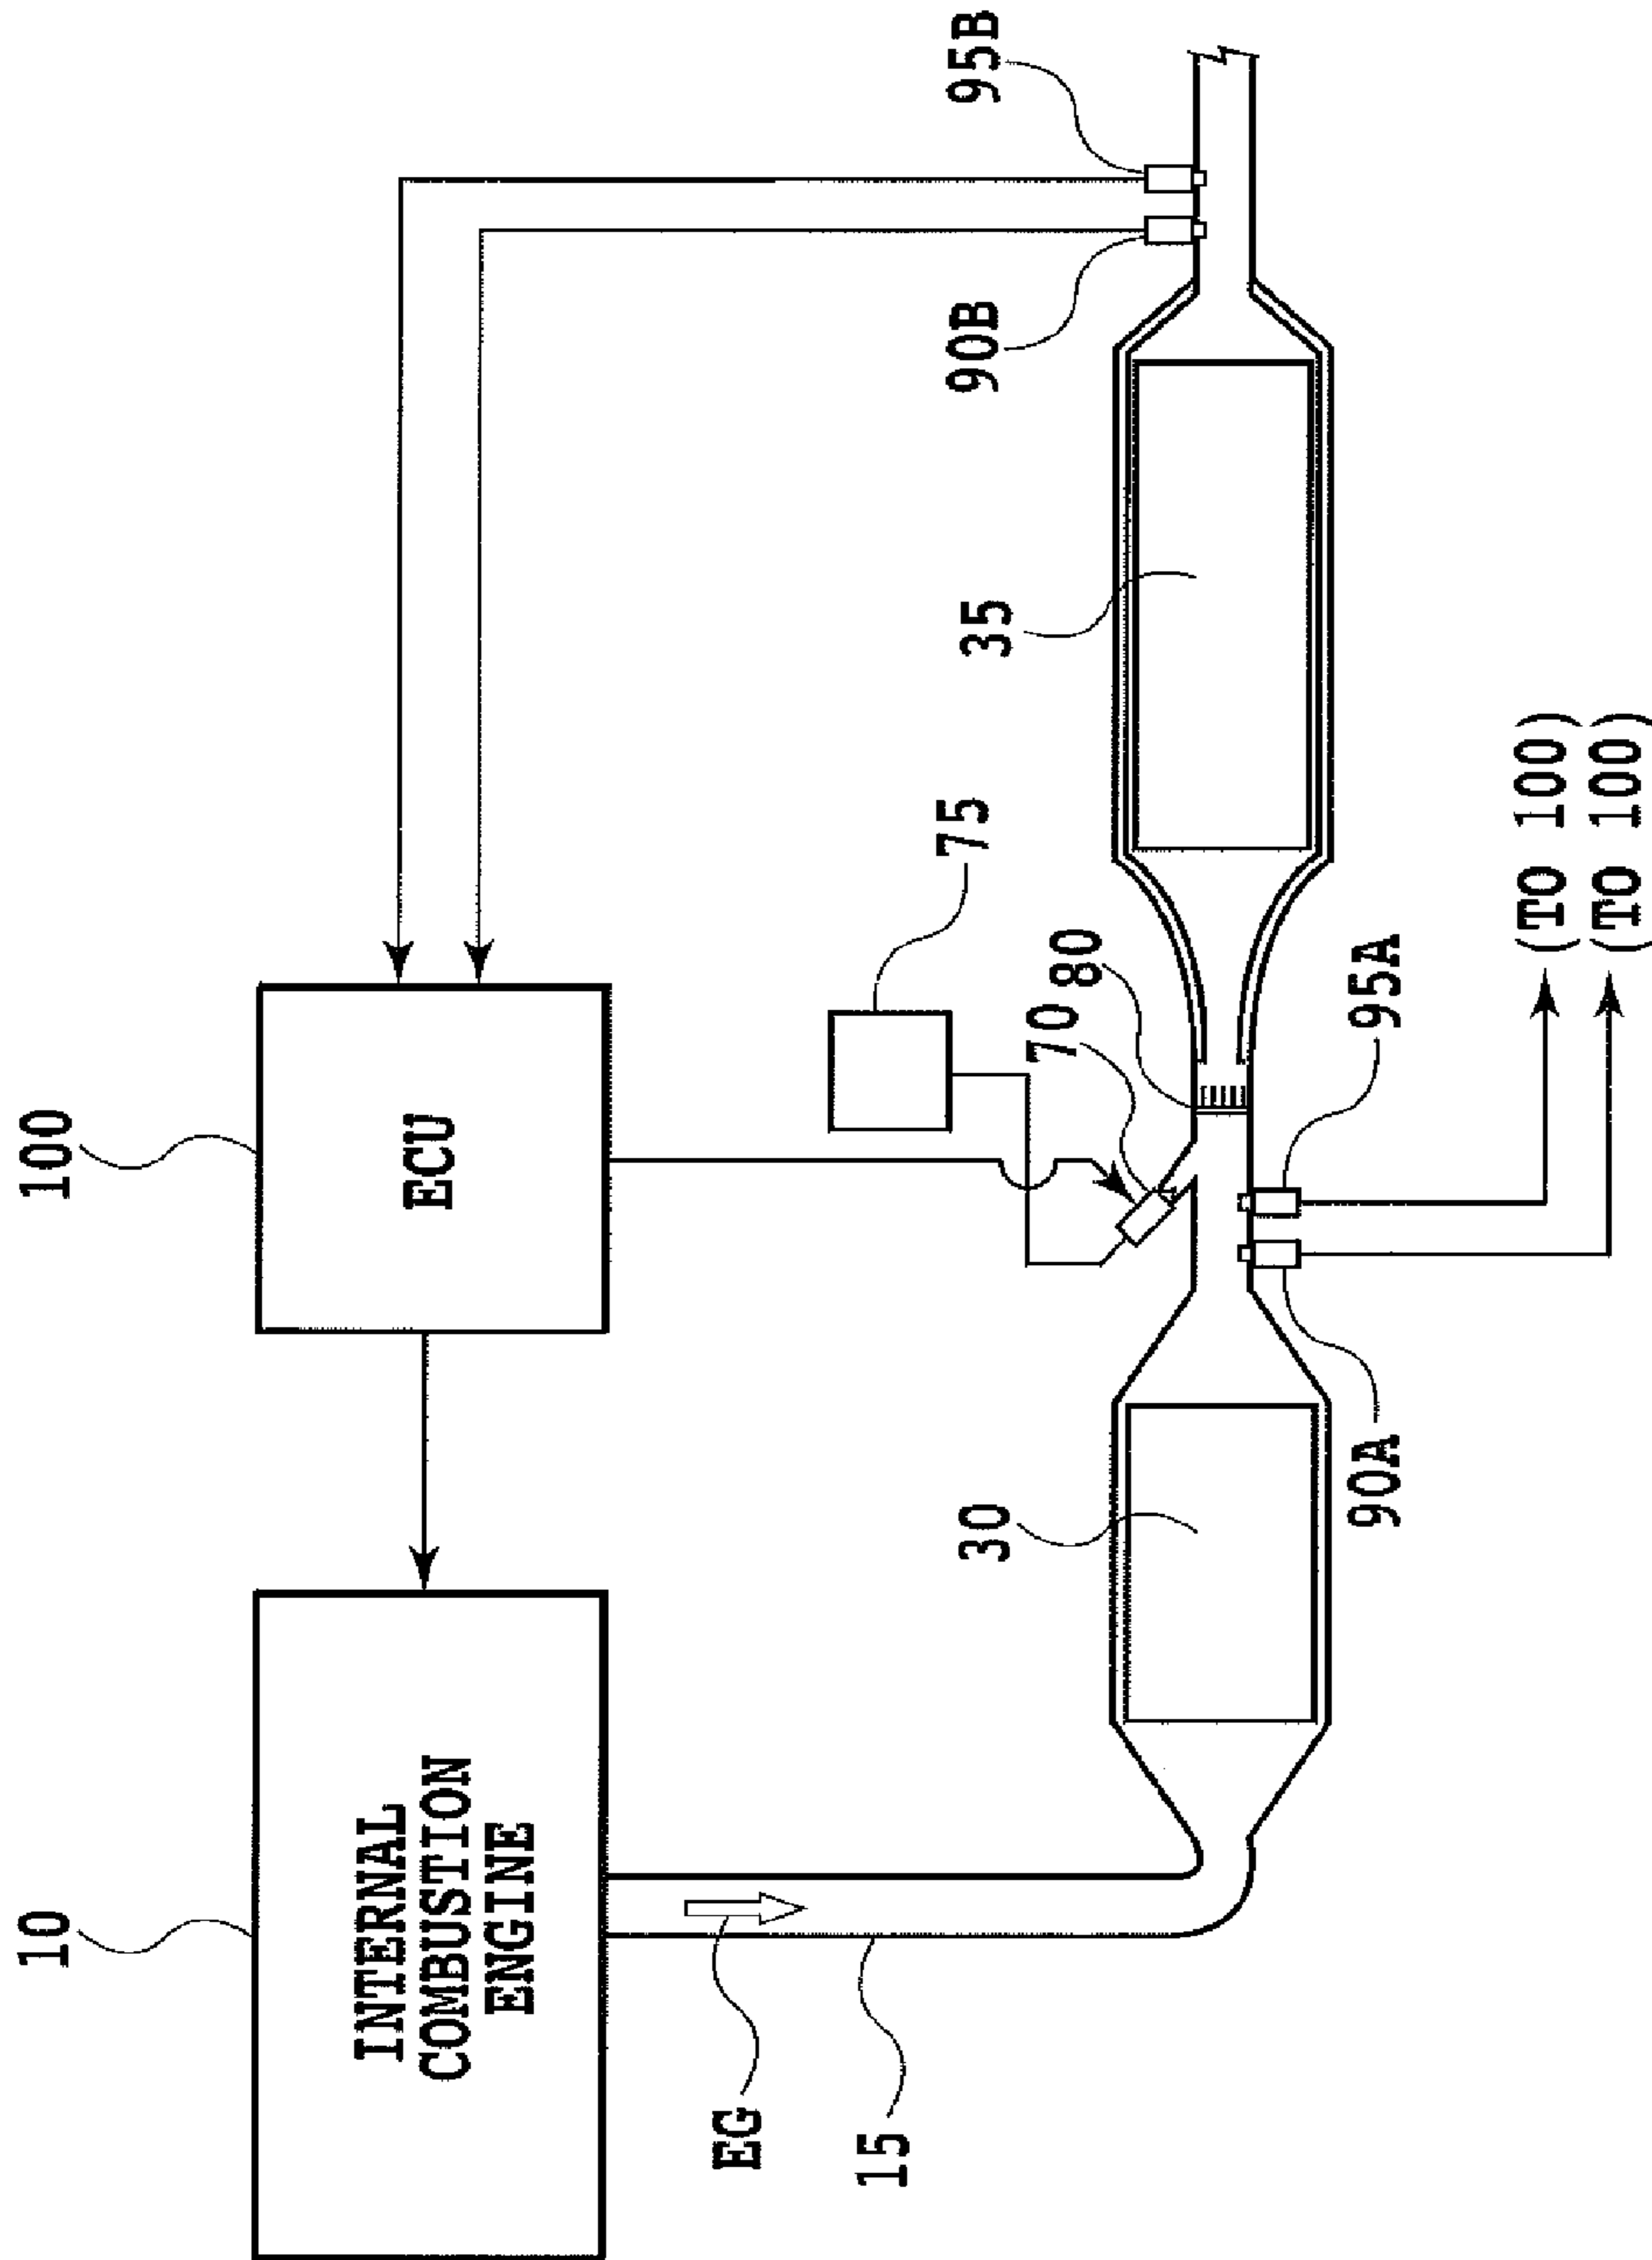 10
INTERNAL
COMBUSTION
ENGINE
100
ECU
EG
15
75
30
70
80
35
90B
95B
90A
95A
(TO 100)
(TO 100)